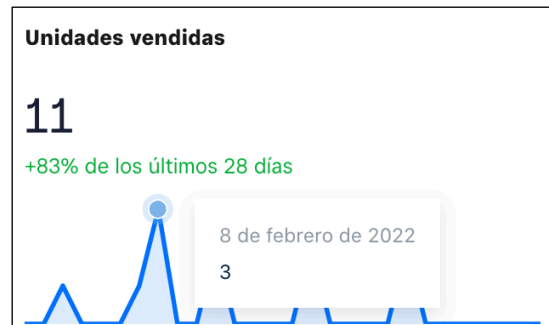 Unidades vendidas
11
+83% de los últimos 28 días
8 de febrero de 2022
3